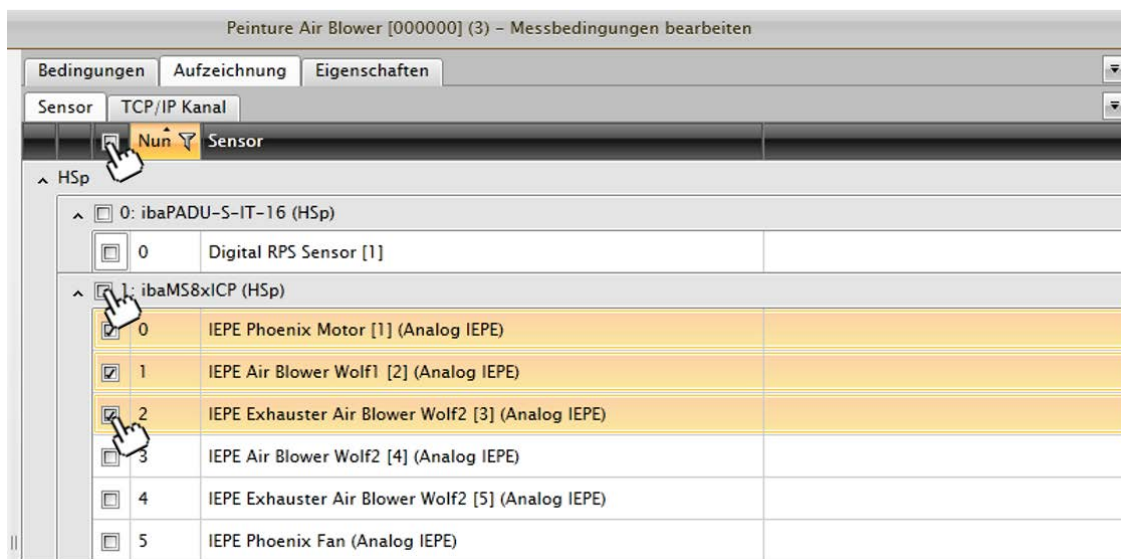 Peinture Air Blower [000000] (3) – Messbedingungen bearbeiten
Bedingungen Aufzeichnung Eigenschaften
Sensor TCP/IP Kanal
Nun Sensor
HSp
0: ibaPADU-S-IT-16 (HSp)
0 Digital RPS Sensor [1]
1: ibaMS8xICP (HSp)
0 IEPE Phoenix Motor [1] (Analog IEPE)
1 IEPE Air Blower Wolf1 [2] (Analog IEPE)
2 IEPE Exhauster Air Blower Wolf2 [3] (Analog IEPE)
3 IEPE Air Blower Wolf2 [4] (Analog IEPE)
4 IEPE Exhauster Air Blower Wolf2 [5] (Analog IEPE)
5 IEPE Phoenix Fan (Analog IEPE)